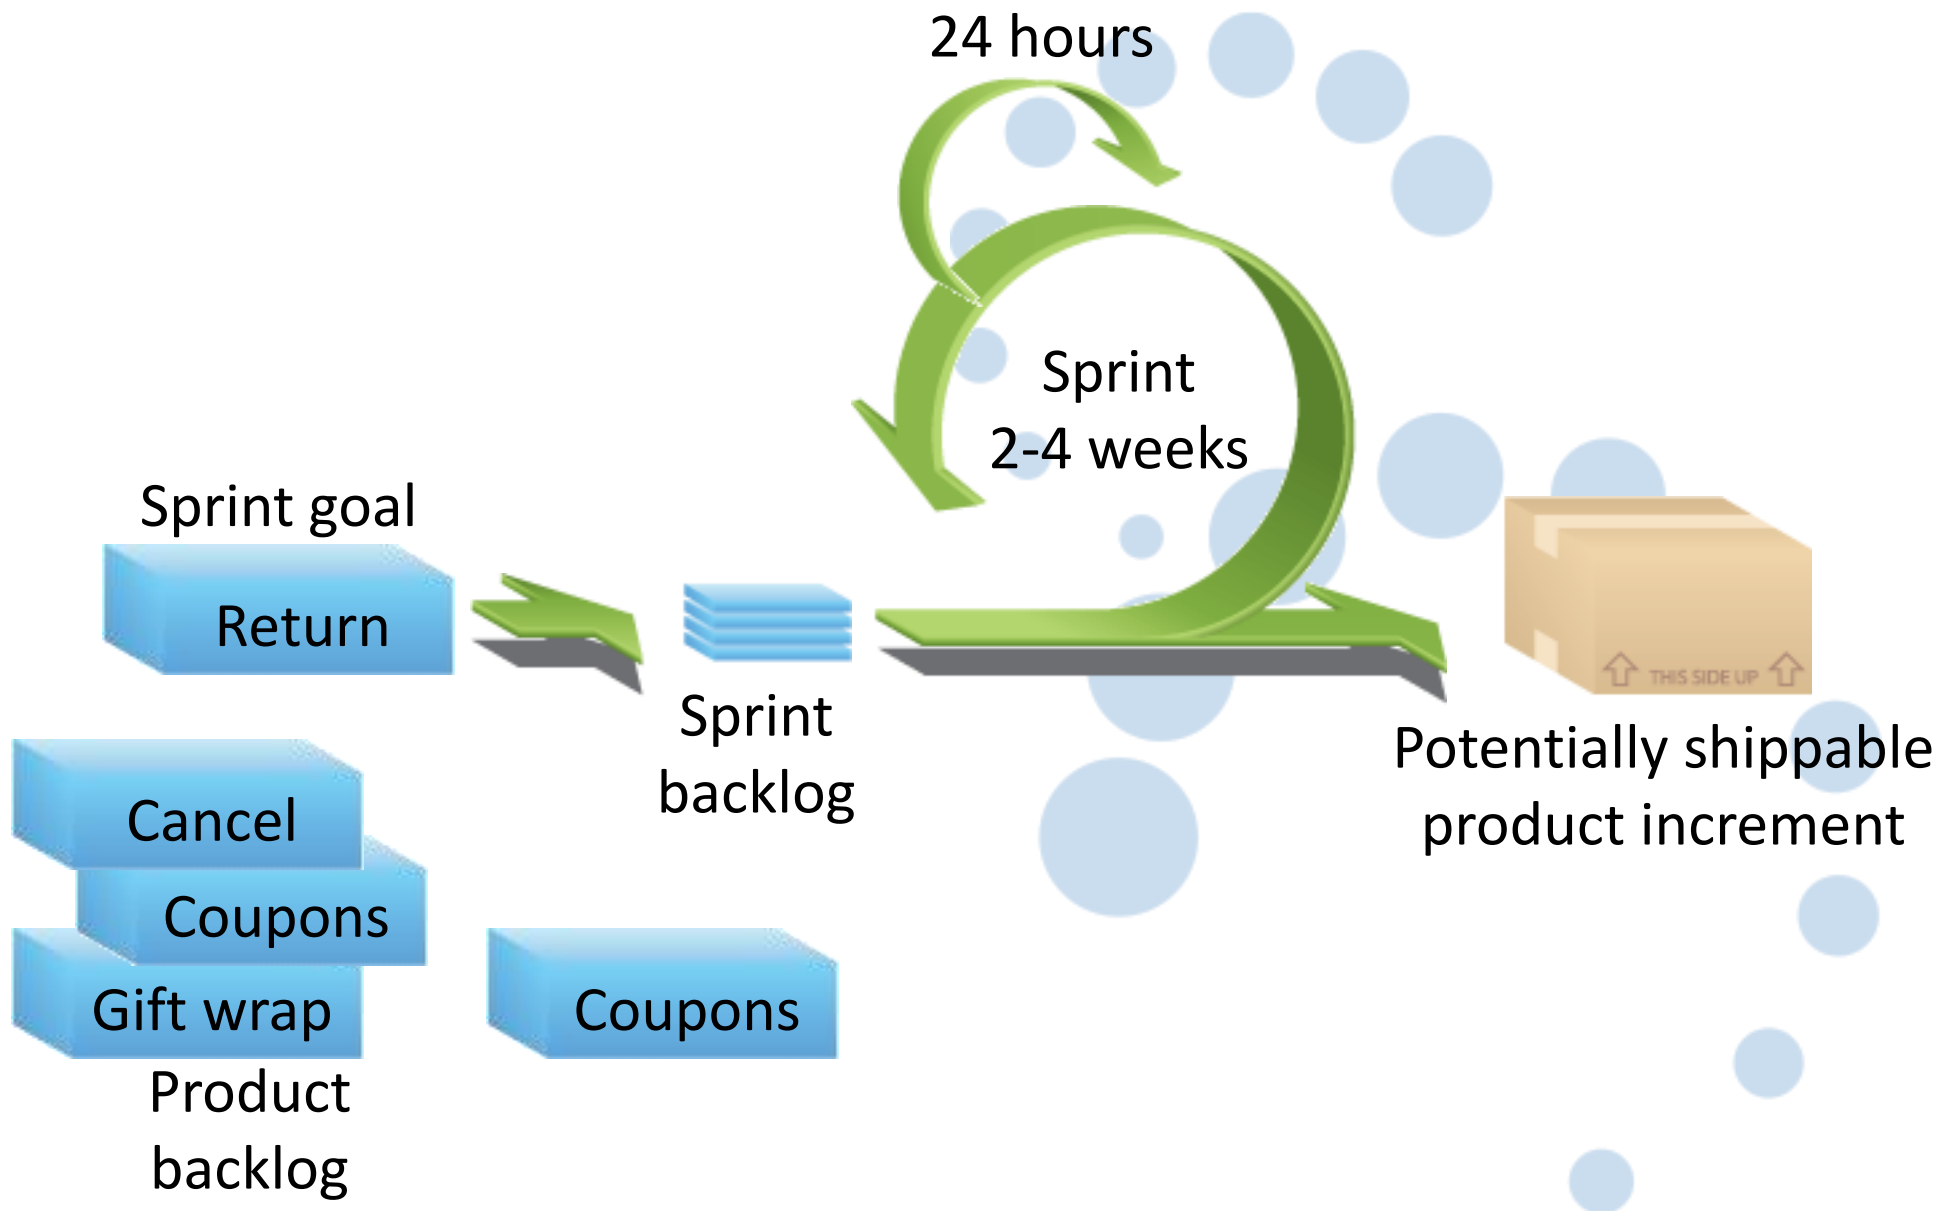 24 hours
Sprint
2-4 weeks
Sprint goal
Return
Sprint
backlog
THIS SIDE UP
Potentially shippable
product increment
Cancel
Coupons
Gift wrap
Coupons
Product
backlog